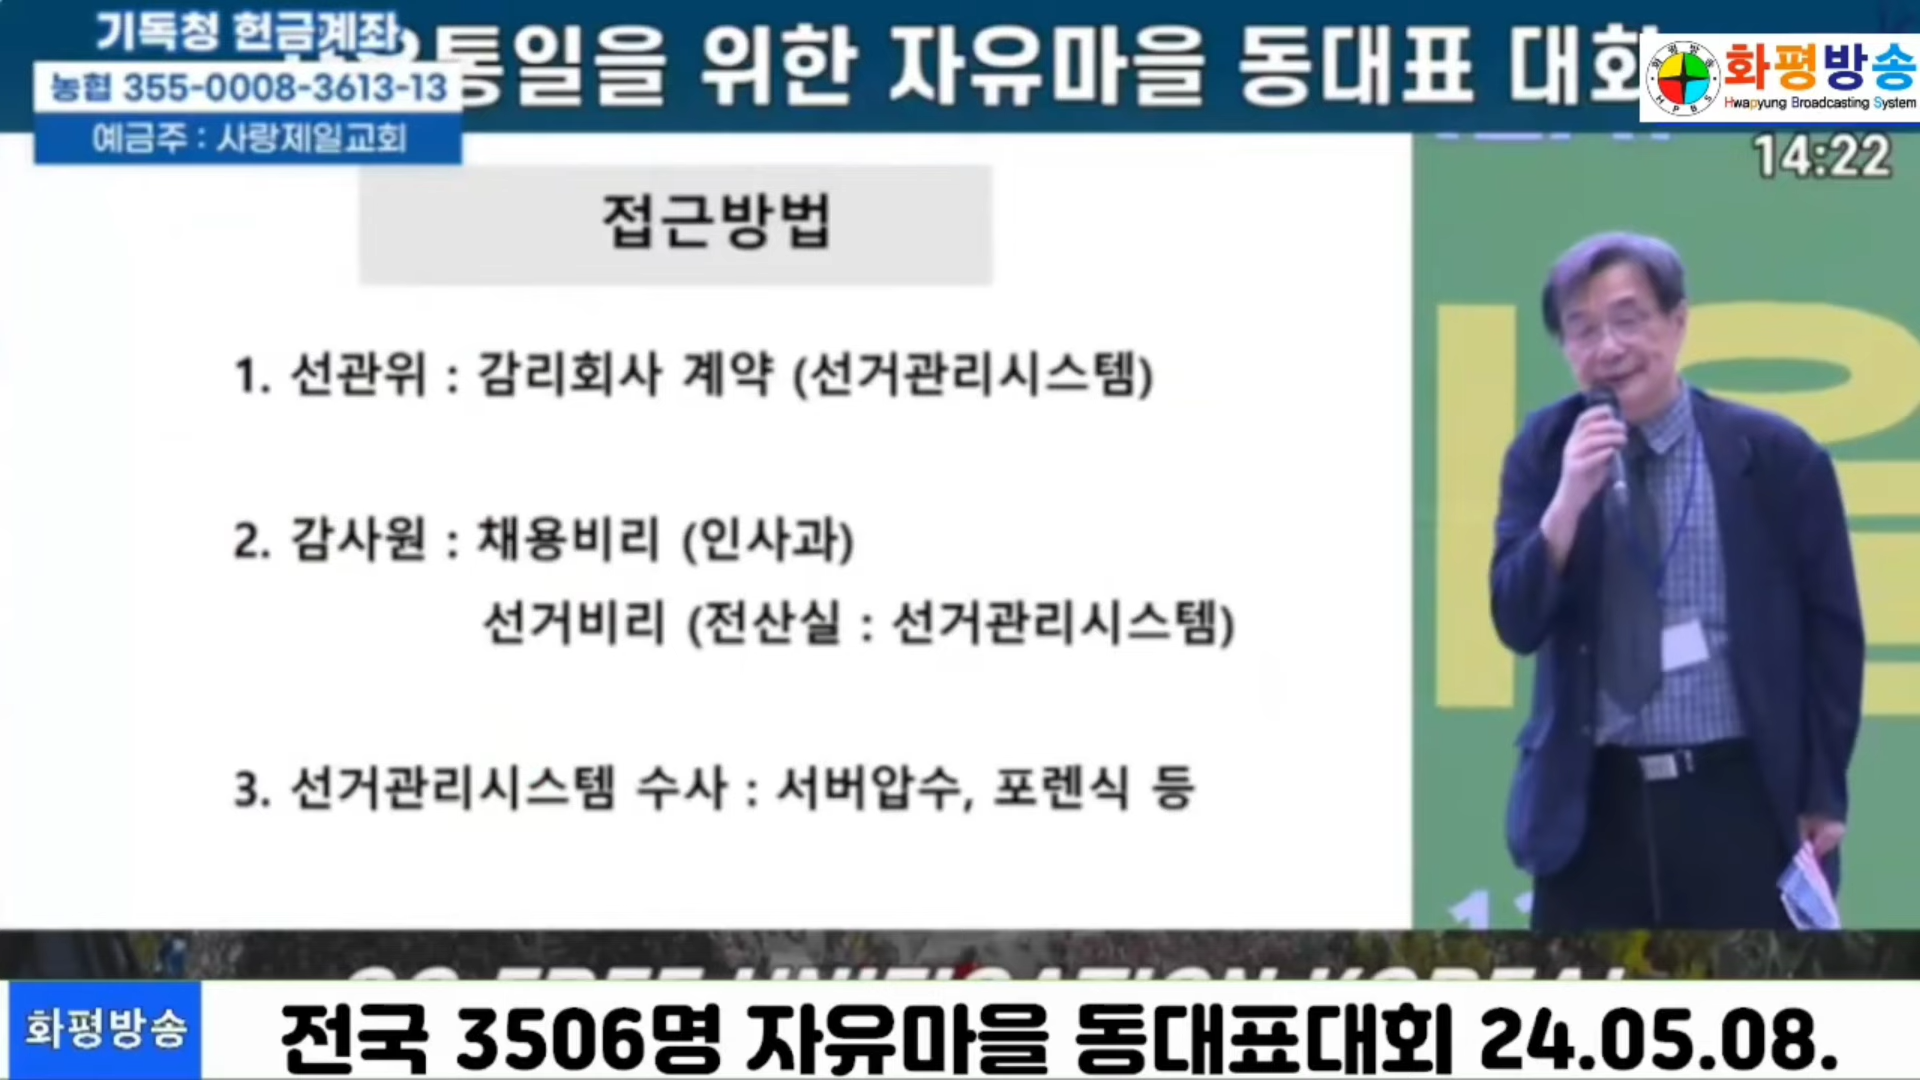 기독청 헌금계좌
농협 355-0008-3613-13
예금주 : 사랑제일교회
통일을 위한 자유마을 동대표 대회
화평방송
Hwapyung Broadcasting System
HPBS
14:22
접근방법
1. 선관위 : 감리회사 계약 (선거관리시스템)
2. 감사원 : 채용비리 (인사과)
선거비리 (전산실 : 선거관리시스템)
3. 선거관리시스템 수사 : 서버압수, 포렌식 등
화평방송
전국 3506명 자유마을 동대표대회 24.05.08.